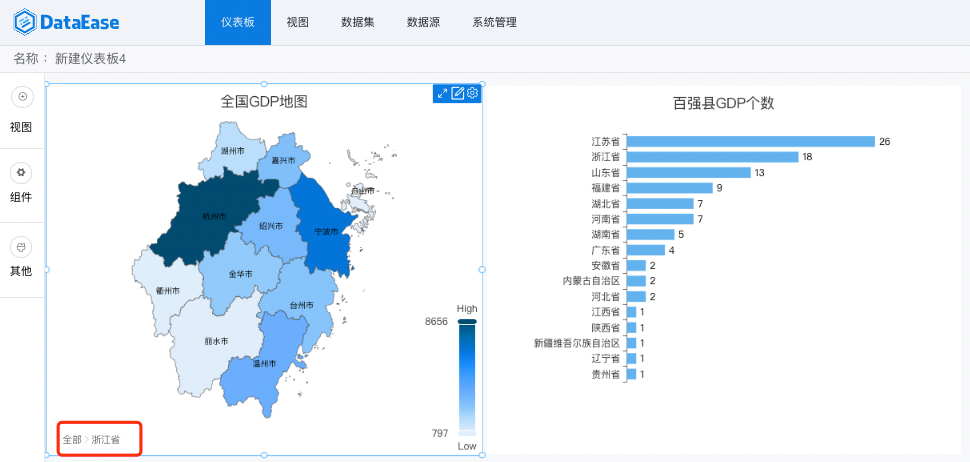 DataEase
仪表板 视图 数据集 数据源 系统管理
名称 ： 新建仪表板4
视图
组件
其他
全国GDP地图
湖州市
嘉兴市
舟山市
杭州市
绍兴市
宁波市
金华市
衢州市
台州市
丽水市
温州市
High
8656
797
Low
全部 > 浙江省
百强县GDP个数
江苏省 26
浙江省 18
山东省 13
福建省 9
湖北省 7
河南省 7
湖南省 5
广东省 4
安徽省 2
内蒙古自治区 2
河北省 2
江西省 1
陕西省 1
新疆维吾尔族自治区 1
辽宁省 1
贵州省 1